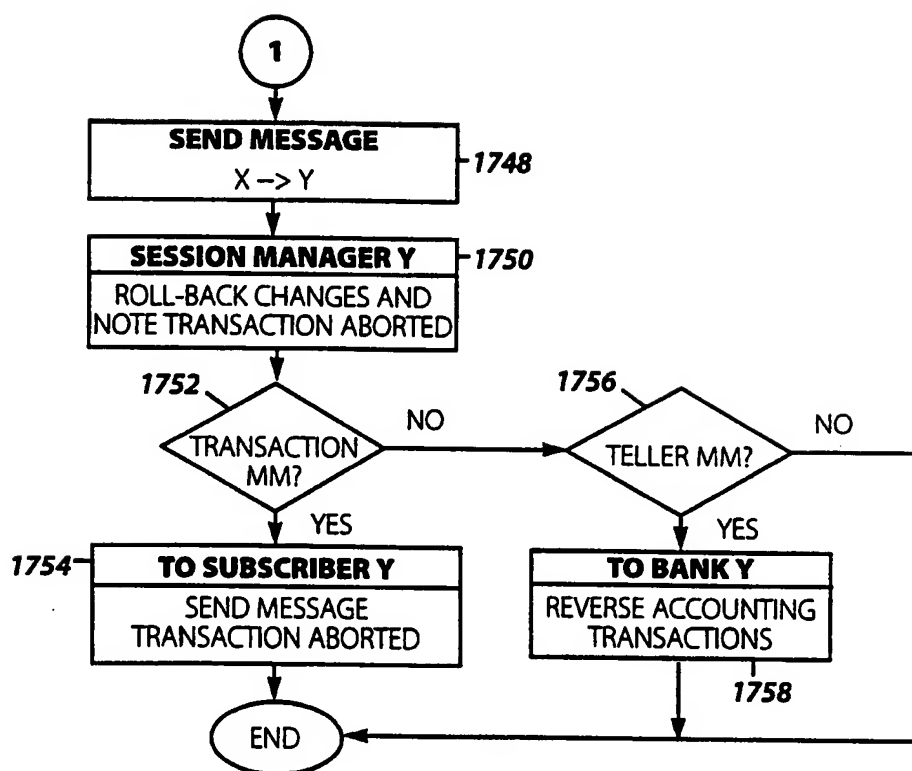 1
SEND MESSAGE
X –> Y
1748
SESSION MANAGER Y
1750
ROLL-BACK CHANGES AND
NOTE TRANSACTION ABORTED
1752
TRANSACTION
MM?
NO
YES
1756
TELLER MM?
NO
YES
1754
TO SUBSCRIBER Y
SEND MESSAGE
TRANSACTION ABORTED
TO BANK Y
REVERSE ACCOUNTING
TRANSACTIONS
1758
END